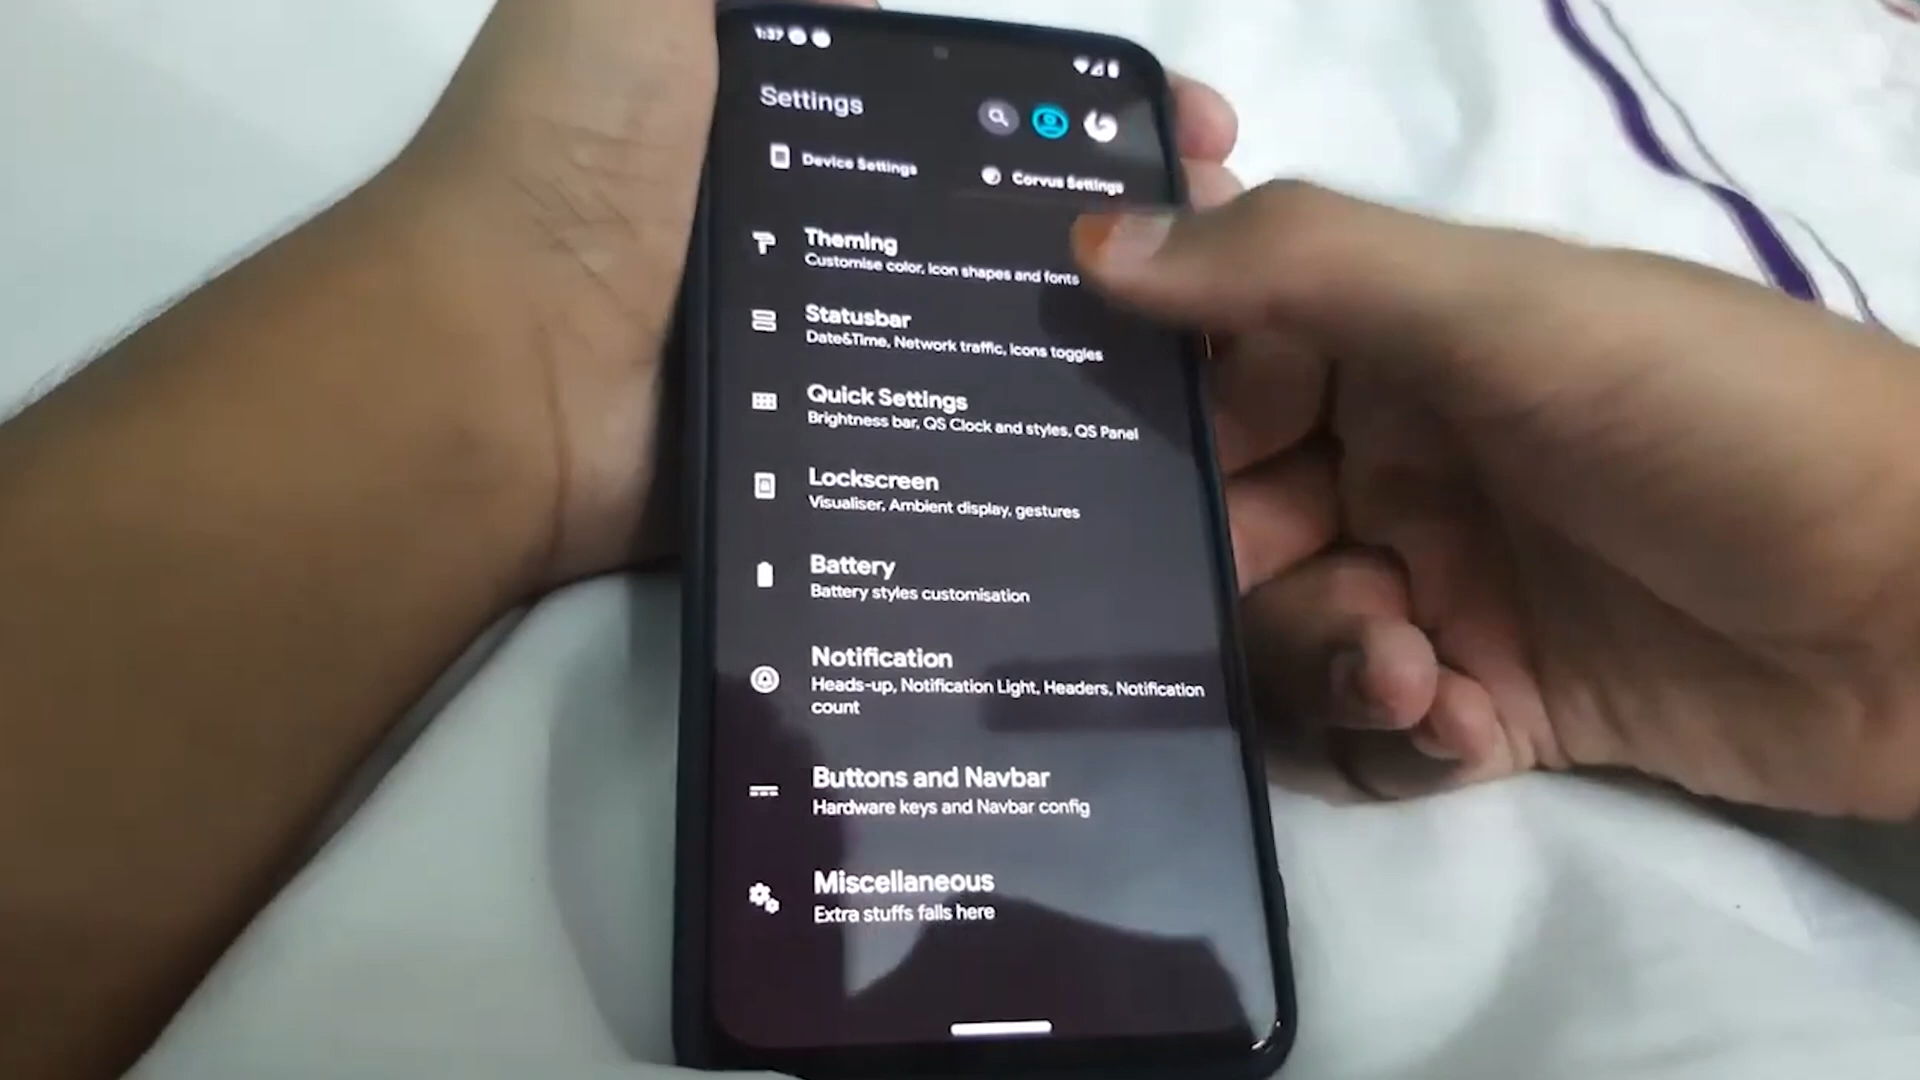 1:37
Settings
Device Settings
Corvus Settings
Theming
Customise color, icon shapes and fonts
Statusbar
Date&Time, Network traffic, Icons toggles
Quick Settings
Brightness bar, QS Clock and styles, QS Panel
Lockscreen
Visualiser, Ambient display, gestures
Battery
Battery styles customisation
Notification
Heads-up, Notification Light, Headers, Notification
count
Buttons and Navbar
Hardware keys and Navbar config
Miscellaneous
Extra stuffs falls here